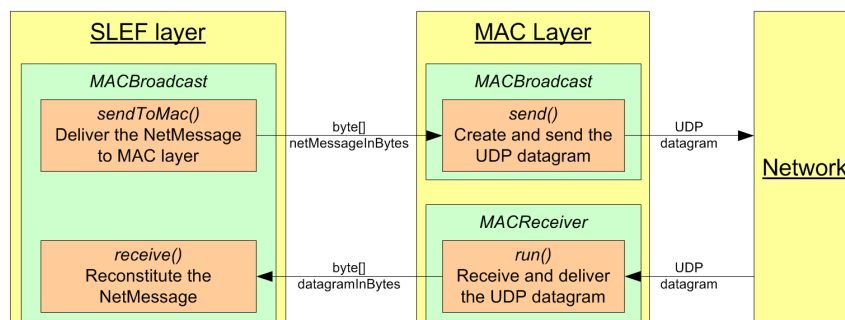 SLEF layer
MACBroadcast
sendToMac()
Deliver the NetMessage
to MAC layer
receive()
Reconstitute the
NetMessage
byte[]
netMessageInBytes
byte[]
datagramInBytes
MAC Layer
MACBroadcast
send()
Create and send the
UDP datagram
MACReceiver
run()
Receive and deliver
the UDP datagram
UDP
datagram
UDP
datagram
Network